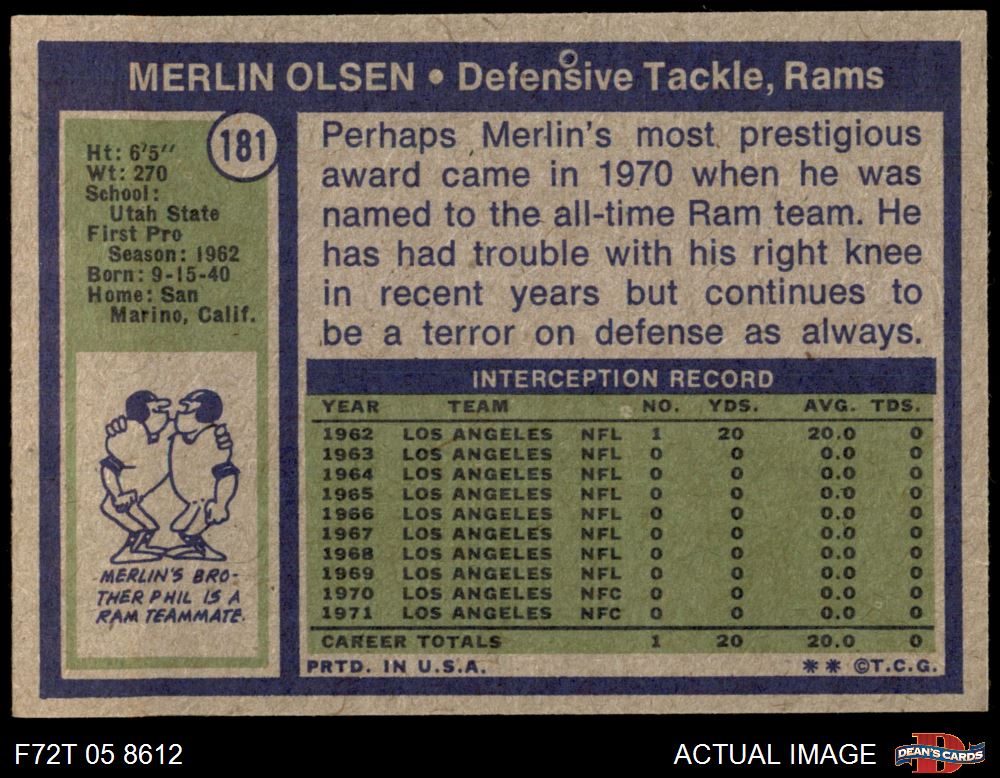 MERLIN OLSEN • Defensive Tackle, Rams
181
Ht: 6'5"
Wt: 270
School:
Utah State
First Pro
Season: 1962
Born: 9-15-40
Home: San
Marino, Calif.
MERLIN'S BRO-
THER PHIL IS A
RAM TEAMMATE.
Perhaps Merlin's most prestigious
award came in 1970 when he was
named to the all-time Ram team. He
has had trouble with his right knee
in recent years but continues to
be a terror on defense as always.
INTERCEPTION RECORD
YEAR TEAM NO. YDS. AVG. TDS.
1962 LOS ANGELES NFL 1 20 20.0 0
1963 LOS ANGELES NFL 0 0 0.0 0
1964 LOS ANGELES NFL 0 0 0.0 0
1965 LOS ANGELES NFL 0 0 0.0 0
1966 LOS ANGELES NFL 0 0 0.0 0
1967 LOS ANGELES NFL 0 0 0.0 0
1968 LOS ANGELES NFL 0 0 0.0 0
1969 LOS ANGELES NFL 0 0 0.0 0
1970 LOS ANGELES NFC 0 0 0.0 0
1971 LOS ANGELES NFC 0 0 0.0 0
CAREER TOTALS 1 20 20.0 0
PRTD. IN U.S.A. ** ©T.C.G.
F72T 05 8612 ACTUAL IMAGE
D
DEAN'S CARDS